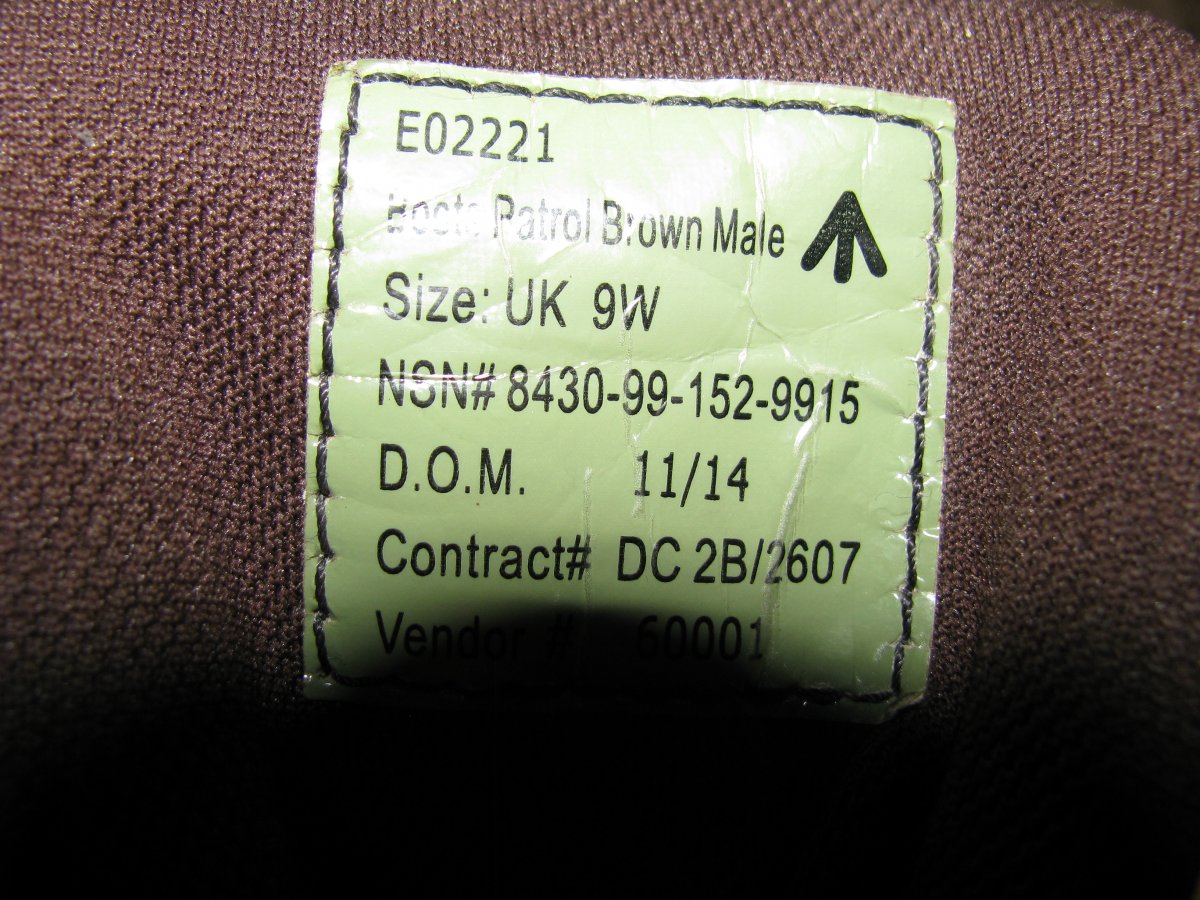 E02221
Boots Patrol Brown Male
Size: UK 9W
NSN# 8430-99-152-9915
D.O.M. 11/14
Contract# DC 2B/2607
Vendor # 60001